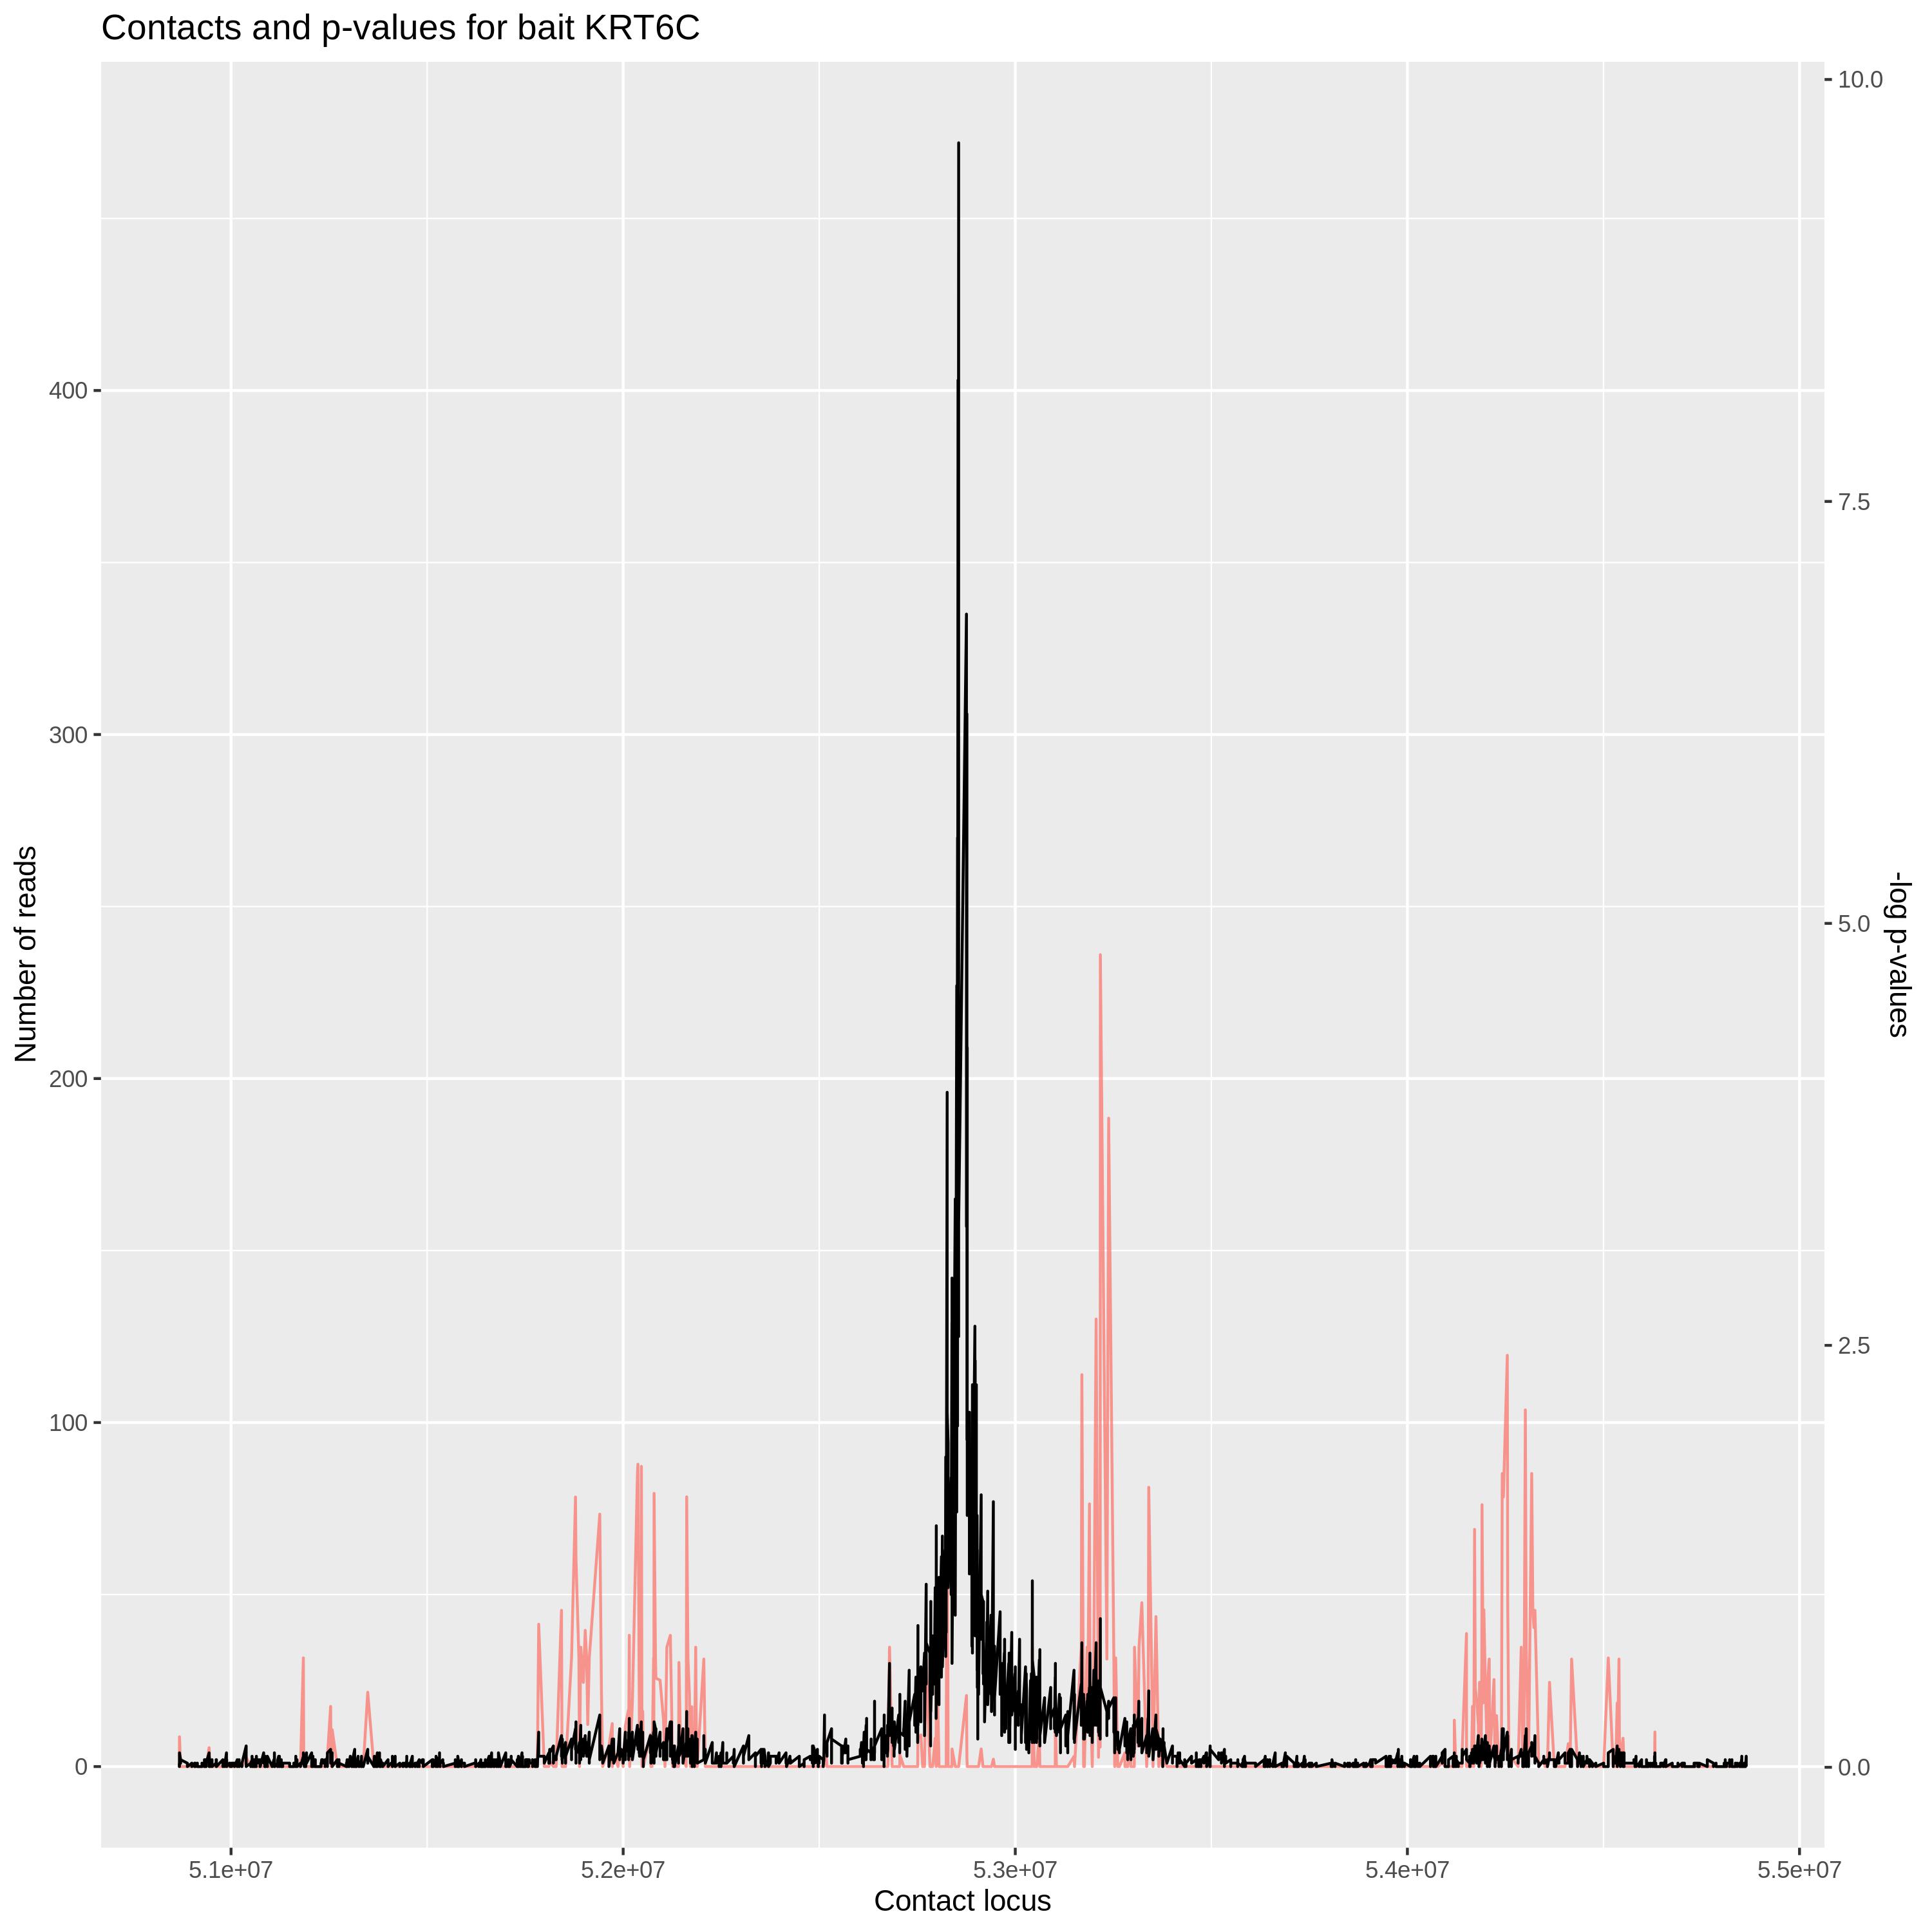 Contacts and p-values for bait KRT6C
Number of reads
400
300
200
100
0
10.0
7.5
5.0
2.5
0.0
-log p-values
5.1e+07
5.2e+07
5.3e+07
5.4e+07
5.5e+07
Contact locus